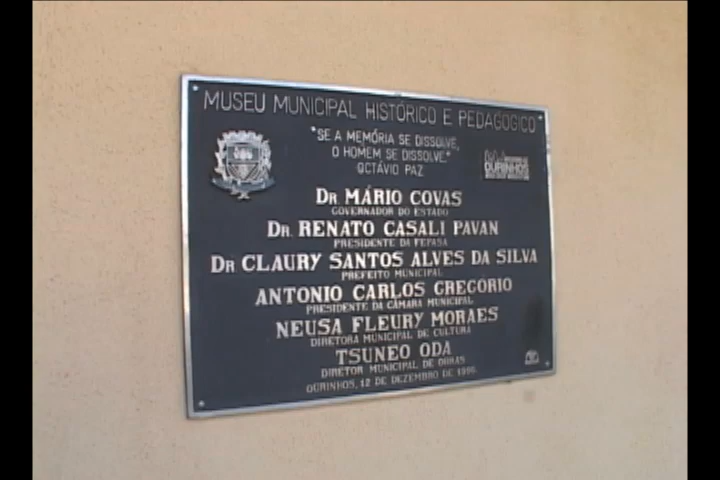 MUSEU MUNICIPAL HISTÓRICO E PEDAGÓGICO
"SE A MEMÓRIA SE DISSOLVE,
O HOMEM SE DISSOLVE."
OCTÁVIO PAZ
OURINHOS
DR. MÁRIO COVAS
GOVERNADOR DO ESTADO
DR. RENATO CASALI PAVAN
PRESIDENTE DA FEPASA
DR. CLAURY SANTOS ALVES DA SILVA
PREFEITO MUNICIPAL
ANTONIO CARLOS GREGÓRIO
PRESIDENTE DA CÂMARA MUNICIPAL
NEUSA FLEURY MORAES
DIRETORA MUNICIPAL DE CULTURA
TSUNEO ODA
DIRETOR MUNICIPAL DE OBRAS
OURINHOS, 12 DE DEZEMBRO DE 1996.